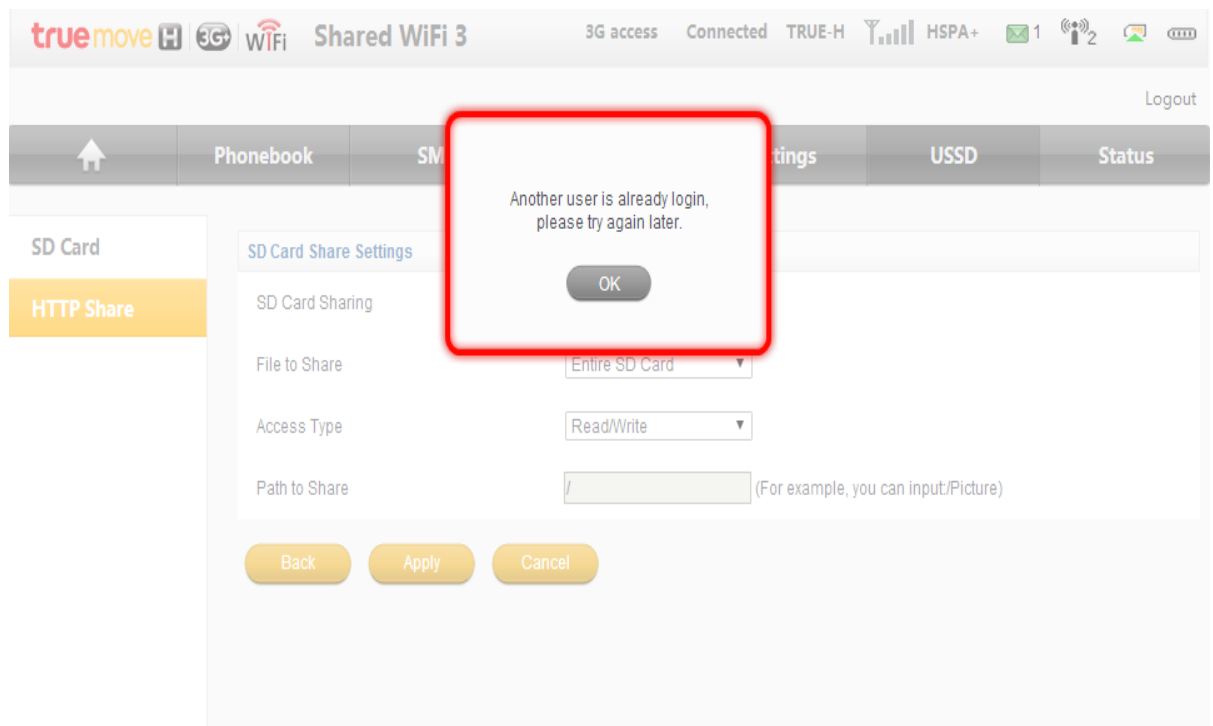 truemove H 3G+ WiFi Shared WiFi 3 3G access Connected TRUE-H HSPA+ 1 2
Logout
Phonebook SM tings USSD Status
Another user is already login,
please try again later.
OK
SD Card
HTTP Share
SD Card Share Settings
SD Card Sharing
File to Share Entire SD Card
Access Type Read/Write
Path to Share / (For example, you can input:/Picture)
Back Apply Cancel